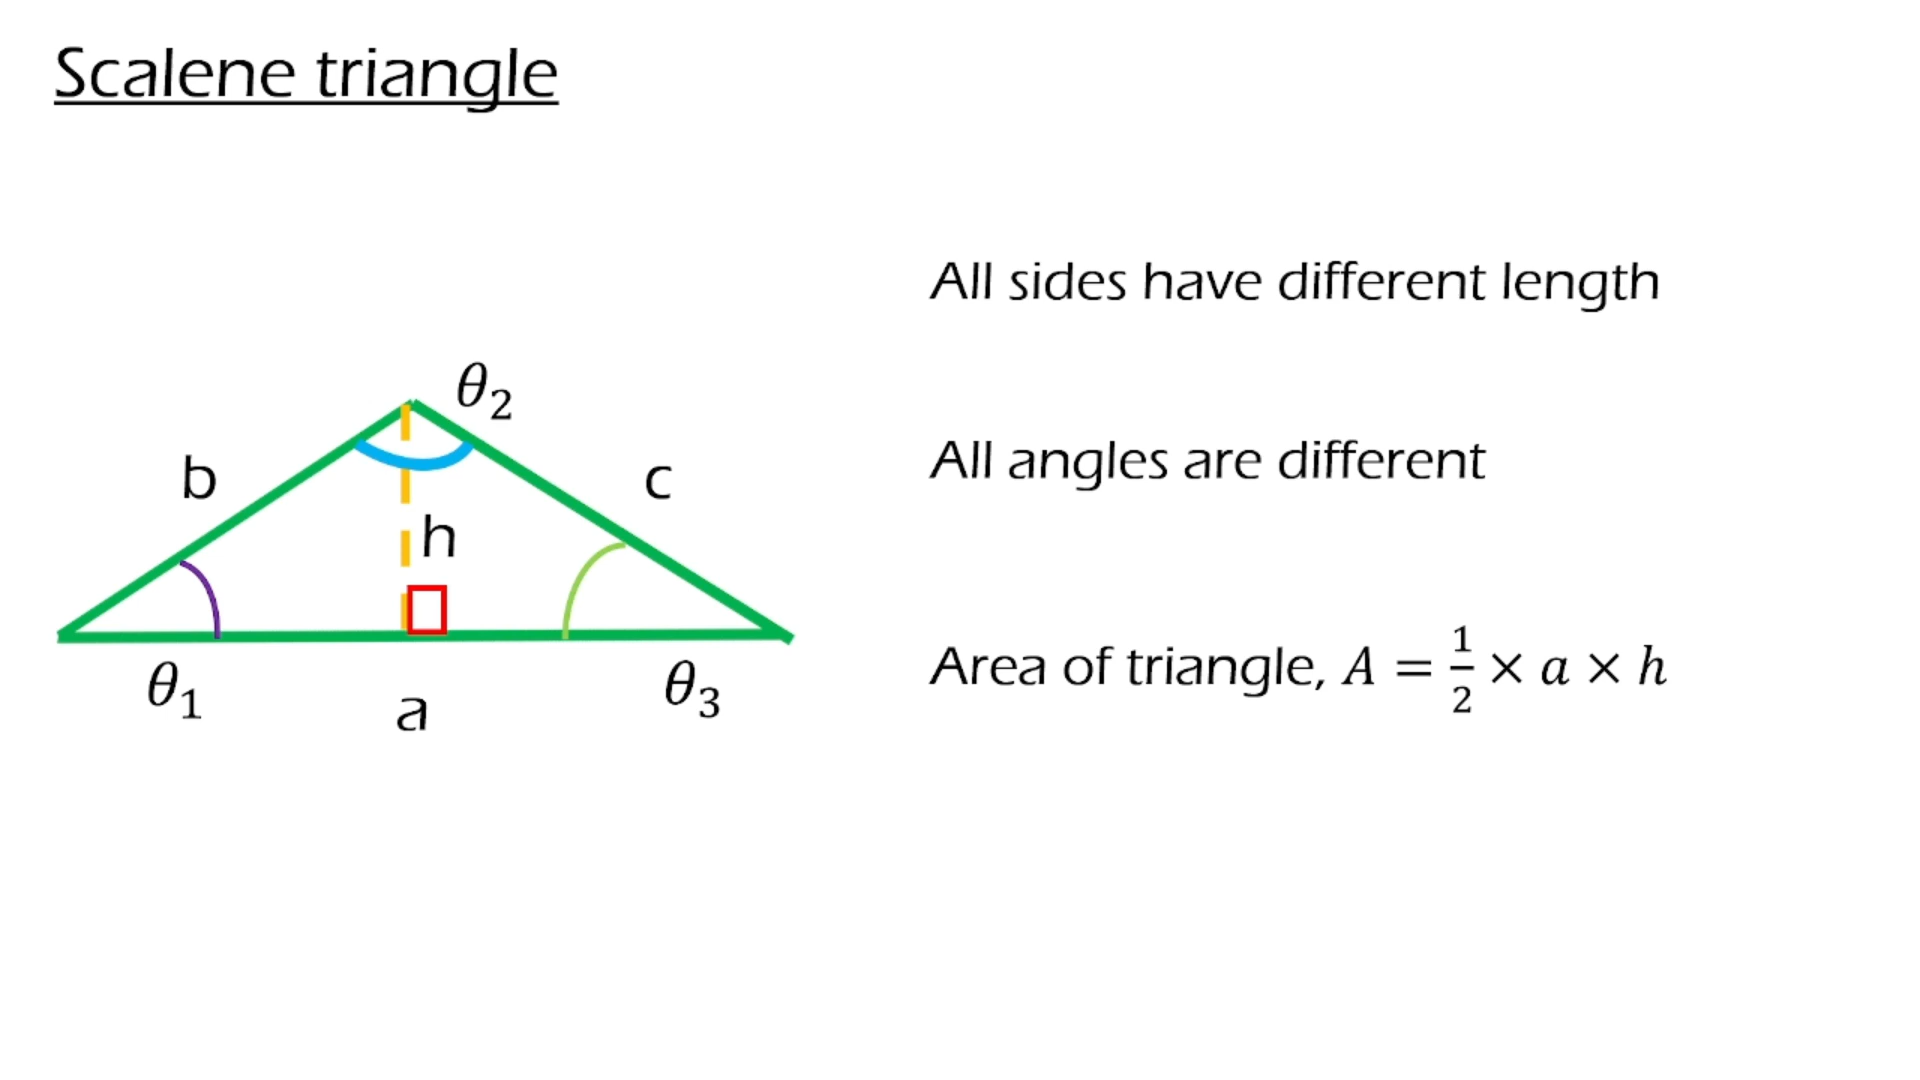 Scalene triangle
All sides have different length
θ₂
b
c
All angles are different
h
θ₁
a
θ₃
Area of triangle, A = 1/2 × a × h